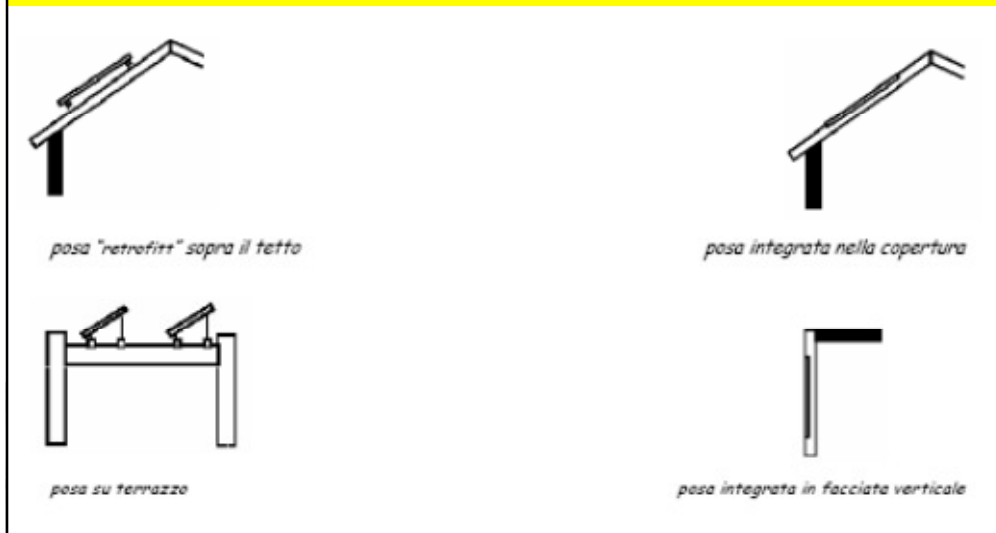 posa "retrofitt" sopra il tetto
posa integrata nella copertura
posa su terrazzo
posa integrata in facciata verticale